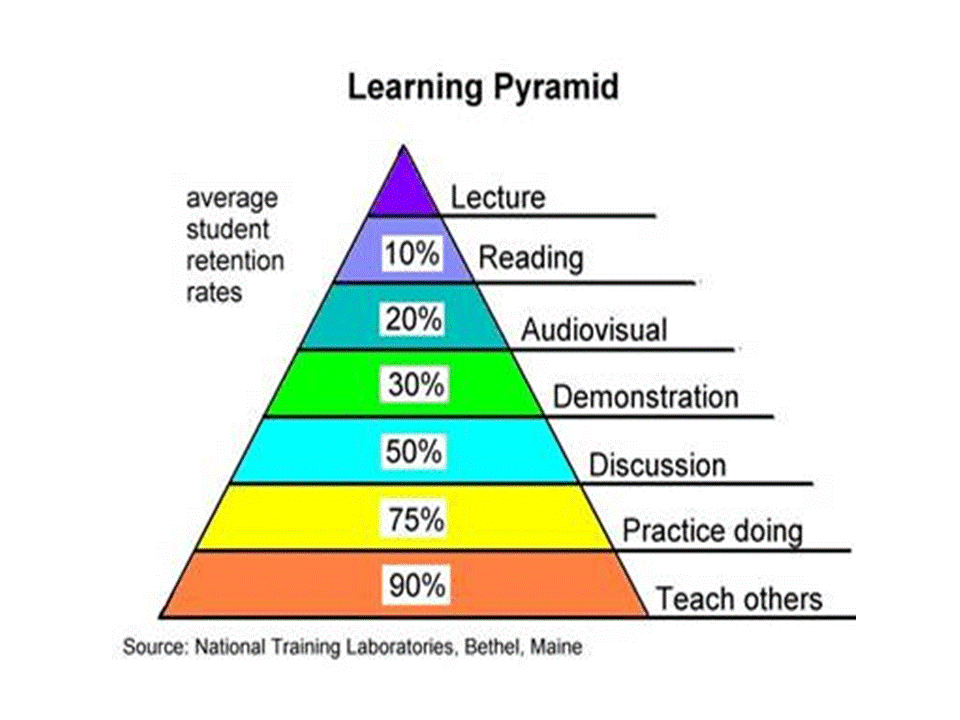 Learning Pyramid
average
student
retention
rates
Lecture
10% Reading
20% Audiovisual
30% Demonstration
50% Discussion
75% Practice doing
90% Teach others
Source: National Training Laboratories, Bethel, Maine